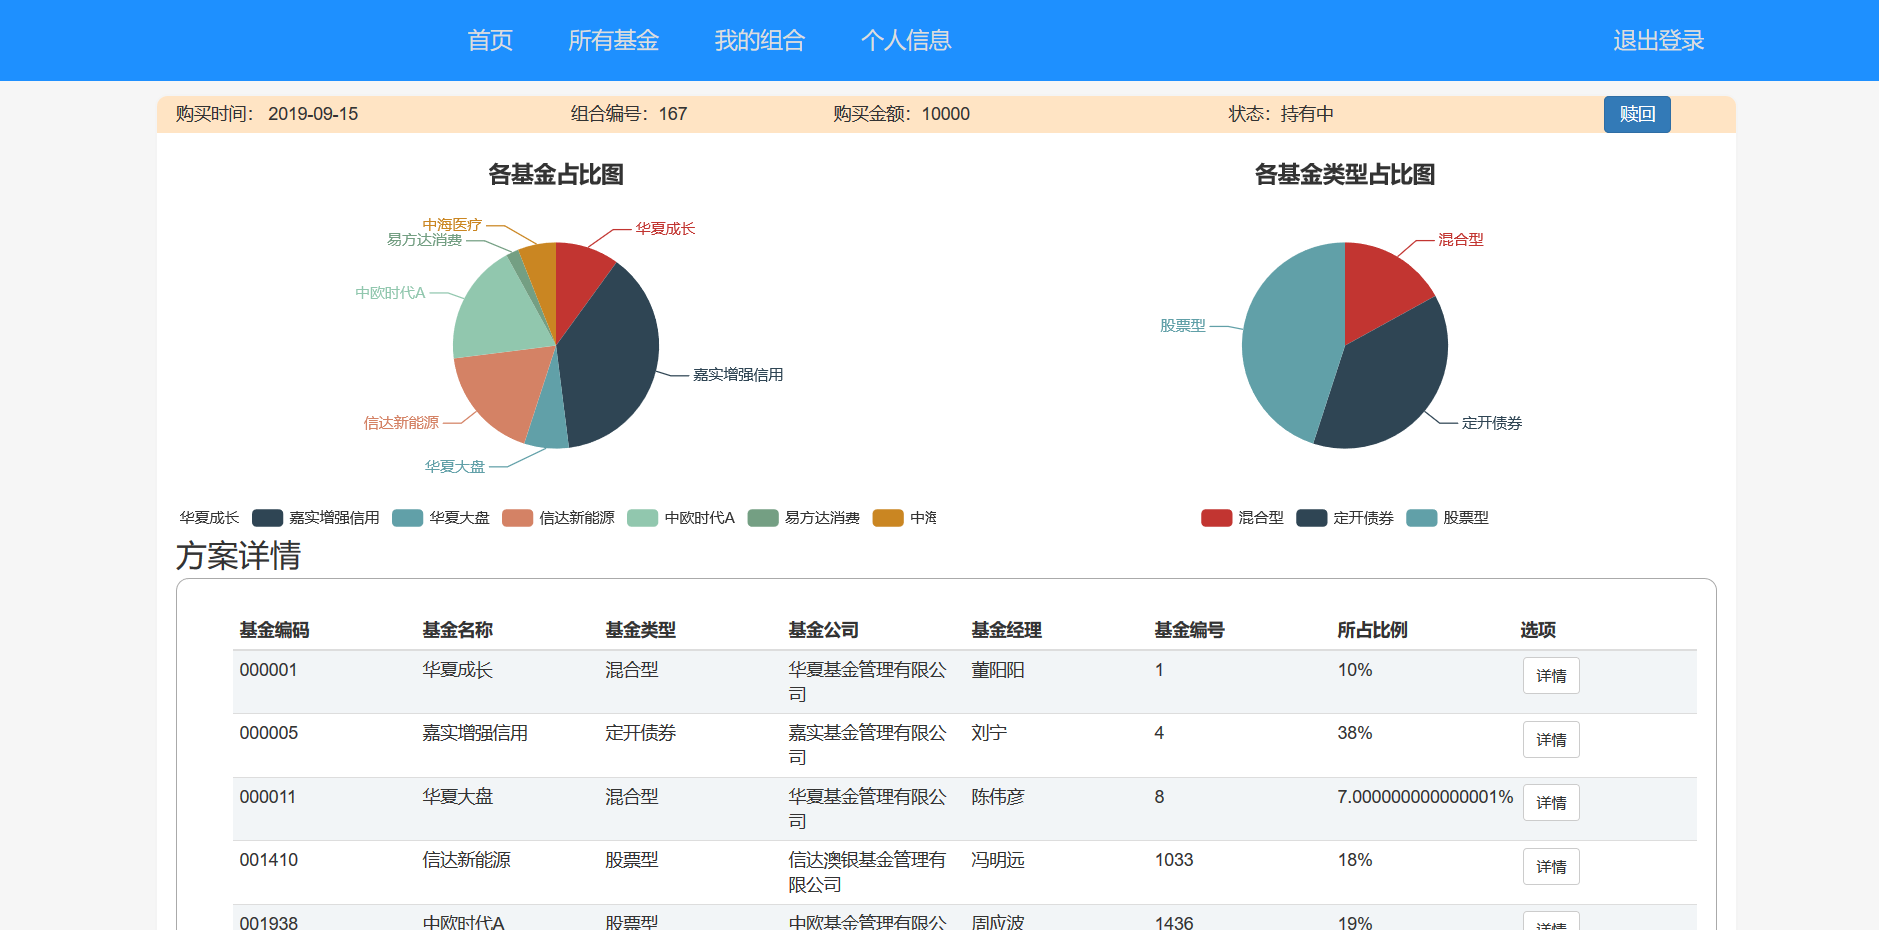 首页 所有基金 我的组合 个人信息 退出登录
购买时间： 2019-09-15 组合编号：167 购买金额：10000 状态：持有中 赎回
各基金占比图 各基金类型占比图
中海医疗 华夏成长
易方达消费 混合型
中欧时代A
股票型
嘉实增强信用
信达新能源 定开债券
华夏大盘
华夏成长 嘉实增强信用 华夏大盘 信达新能源 中欧时代A 易方达消费 中海 混合型 定开债券 股票型
方案详情
基金编码 基金名称 基金类型 基金公司 基金经理 基金编号 所占比例 选项
000001 华夏成长 混合型 华夏基金管理有限公 董阳阳 1 10% 详情
司
000005 嘉实增强信用 定开债券 嘉实基金管理有限公 刘宁 4 38% 详情
司
000011 华夏大盘 混合型 华夏基金管理有限公 陈伟彦 8 7.000000000000001% 详情
司
001410 信达新能源 股票型 信达澳银基金管理有 冯明远 1033 18% 详情
限公司
001938 中欧时代A 股票型 中欧基金管理有限公 周应波 1436 19% 详情